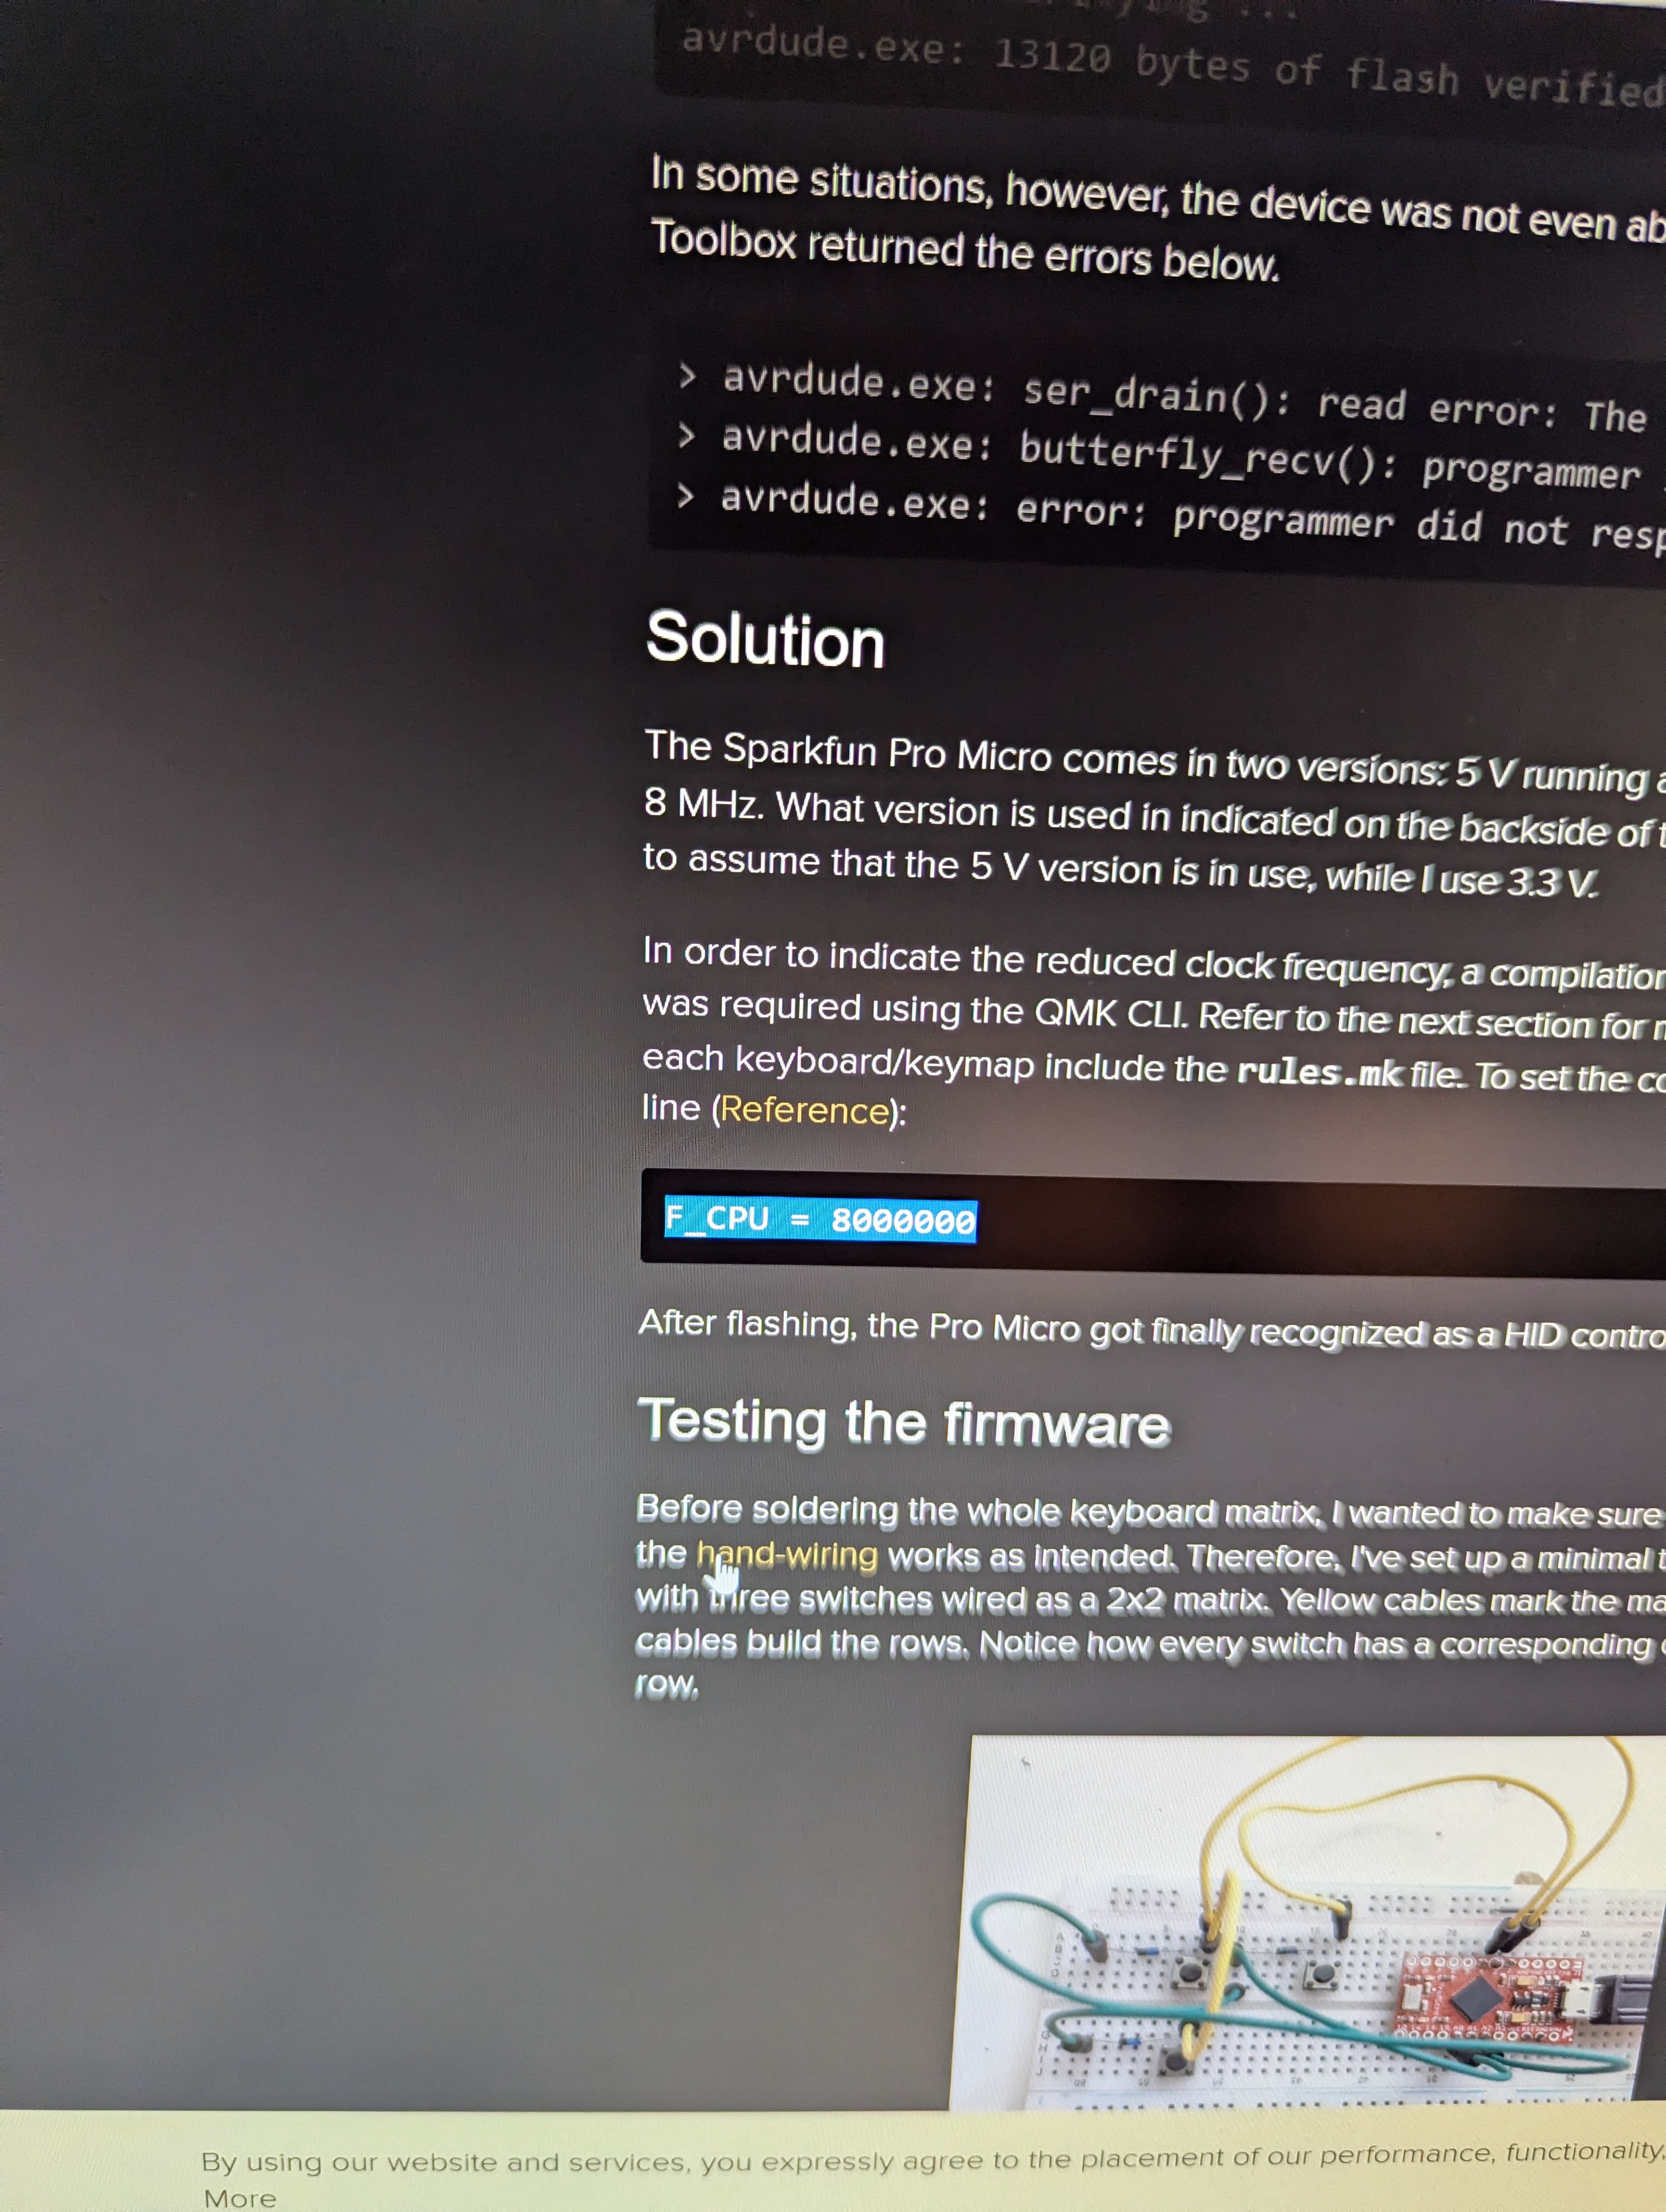 avrdude.exe: 13120 bytes of flash verified
In some situations, however, the device was not even ab
Toolbox returned the errors below.
> avrdude.exe: ser_drain(): read error: The
> avrdude.exe: butterfly_recv(): programmer
> avrdude.exe: error: programmer did not resp
Solution
The Sparkfun Pro Micro comes in two versions: 5 V running a
8 MHz. What version is used in indicated on the backside of t
to assume that the 5 V version is in use, while I use 3.3 V.
In order to indicate the reduced clock frequency, a compilation
was required using the QMK CLI. Refer to the next section for
each keyboard/keymap include the rules.mk file. To set the co
line (Reference):
F_CPU = 8000000
After flashing, the Pro Micro got finally recognized as a HID contro
Testing the firmware
Before soldering the whole keyboard matrix, I wanted to make sure
the hand-wiring works as intended. Therefore, I've set up a minimal t
with three switches wired as a 2x2 matrix. Yellow cables mark the ma
cables build the rows. Notice how every switch has a corresponding
row.
By using our website and services, you expressly agree to the placement of our performance, functionality,
More